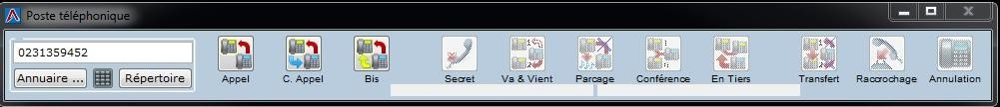 Poste téléphonique
0231359452
Annuaire ... Répertoire
Appel C. Appel Bis Secret Va & Vient Parcage Conférence En Tiers Transfert Raccrochage Annulation